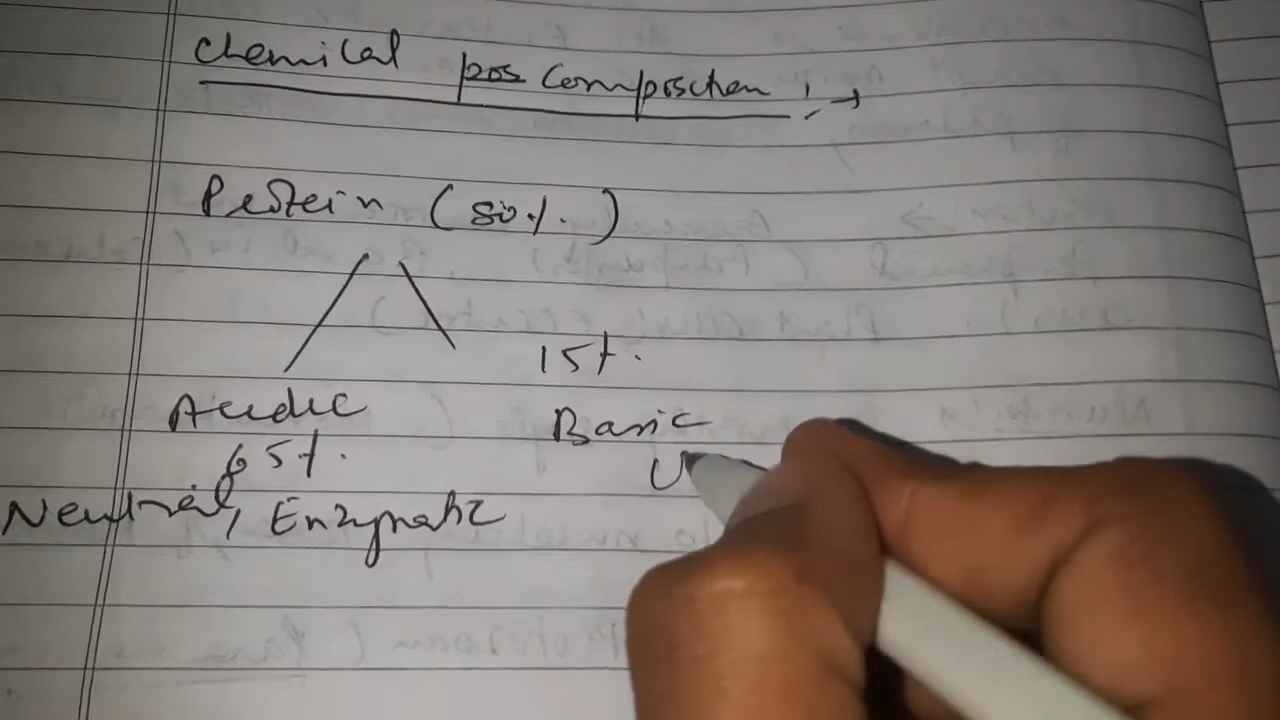 Chemical pos Composition :→
Protein (80%.)
15%.
Acidic Basic
65%.
Neutral, Enzymatic